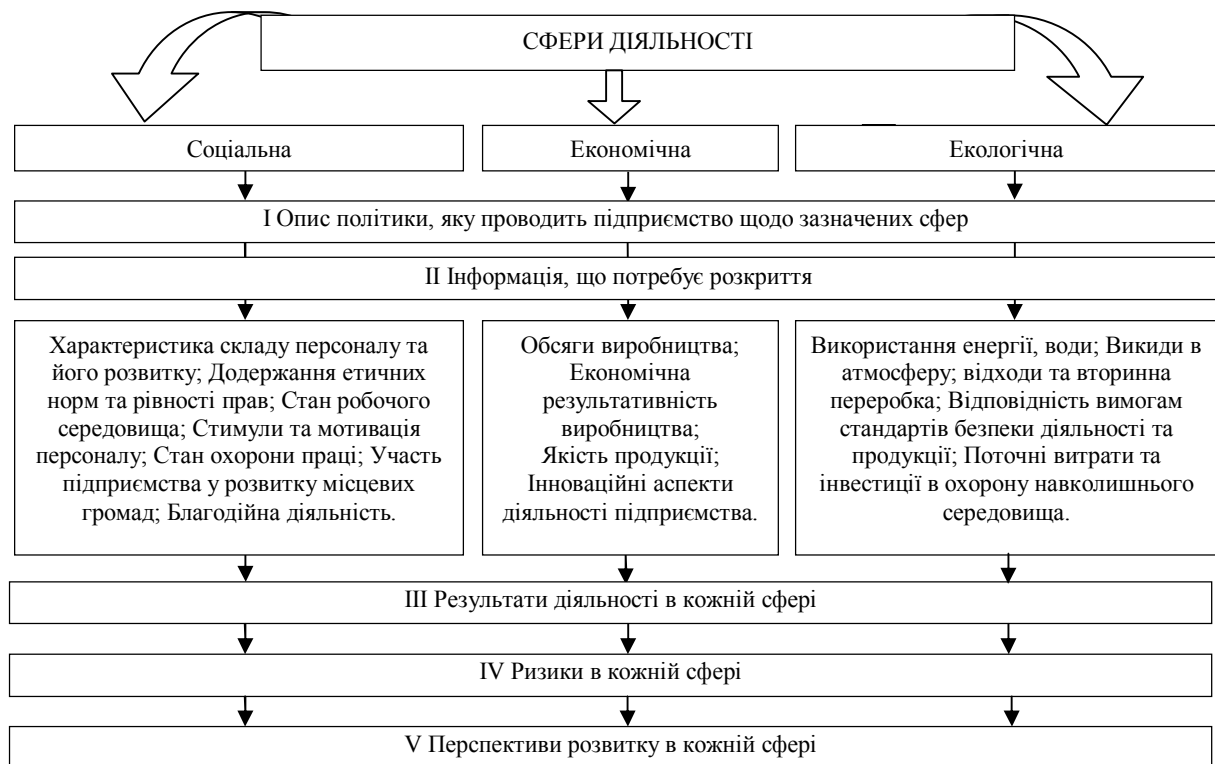 СФЕРИ ДІЯЛЬНОСТІ
Соціальна
Економічна
Екологічна
І Опис політики, яку проводить підприємство щодо зазначених сфер
ІІ Інформація, що потребує розкриття
Характеристика складу персоналу та
його розвитку; Додержання етичних
норм та рівності прав; Стан робочого
середовища; Стимули та мотивація
персоналу; Стан охорони праці; Участь
підприємства у розвитку місцевих
громад; Благодійна діяльність.
Обсяги виробництва;
Економічна
результативність
виробництва;
Якість продукції;
Інноваційні аспекти
діяльності підприємства.
Використання енергії, води; Викиди в
атмосферу; відходи та вторинна
переробка; Відповідність вимогам
стандартів безпеки діяльності та
продукції; Поточні витрати та
інвестиції в охорону навколишнього
середовища.
ІІІ Результати діяльності в кожній сфері
IV Ризики в кожній сфері
V Перспективи розвитку в кожній сфері